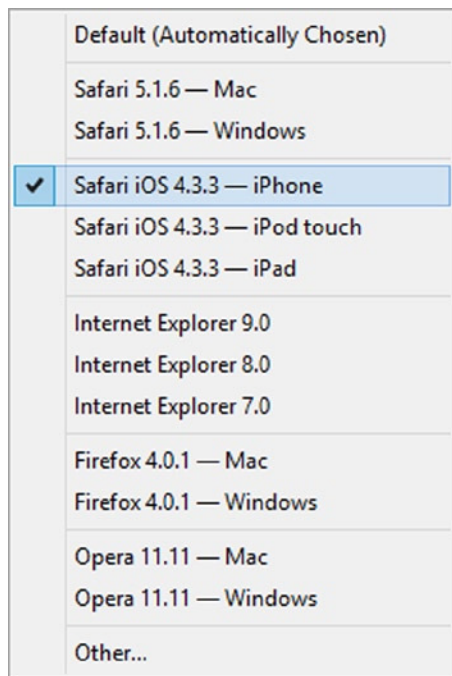 Default (Automatically Chosen)
Safari 5.1.6 — Mac
Safari 5.1.6 — Windows
Safari iOS 4.3.3 — iPhone
Safari iOS 4.3.3 — iPod touch
Safari iOS 4.3.3 — iPad
Internet Explorer 9.0
Internet Explorer 8.0
Internet Explorer 7.0
Firefox 4.0.1 — Mac
Firefox 4.0.1 — Windows
Opera 11.11 — Mac
Opera 11.11 — Windows
Other...